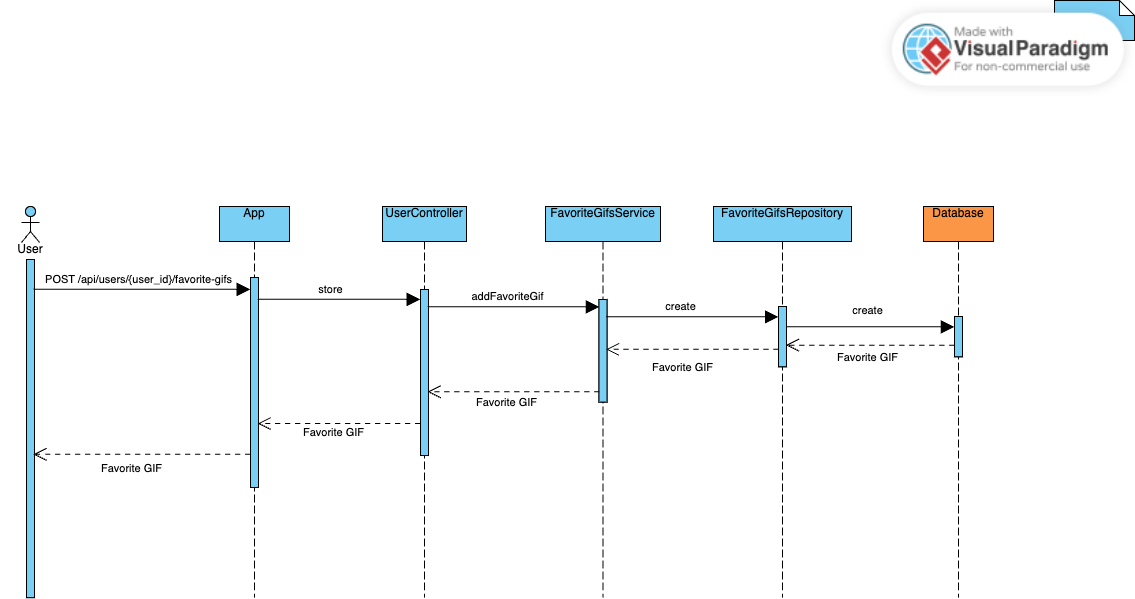 Made with
Visual Paradigm
For non-commercial use
User
App
UserController
FavoriteGifsService
FavoriteGifsRepository
Database
POST /api/users/{user_id}/favorite-gifs
store
addFavoriteGif
create
create
Favorite GIF
Favorite GIF
Favorite GIF
Favorite GIF
Favorite GIF